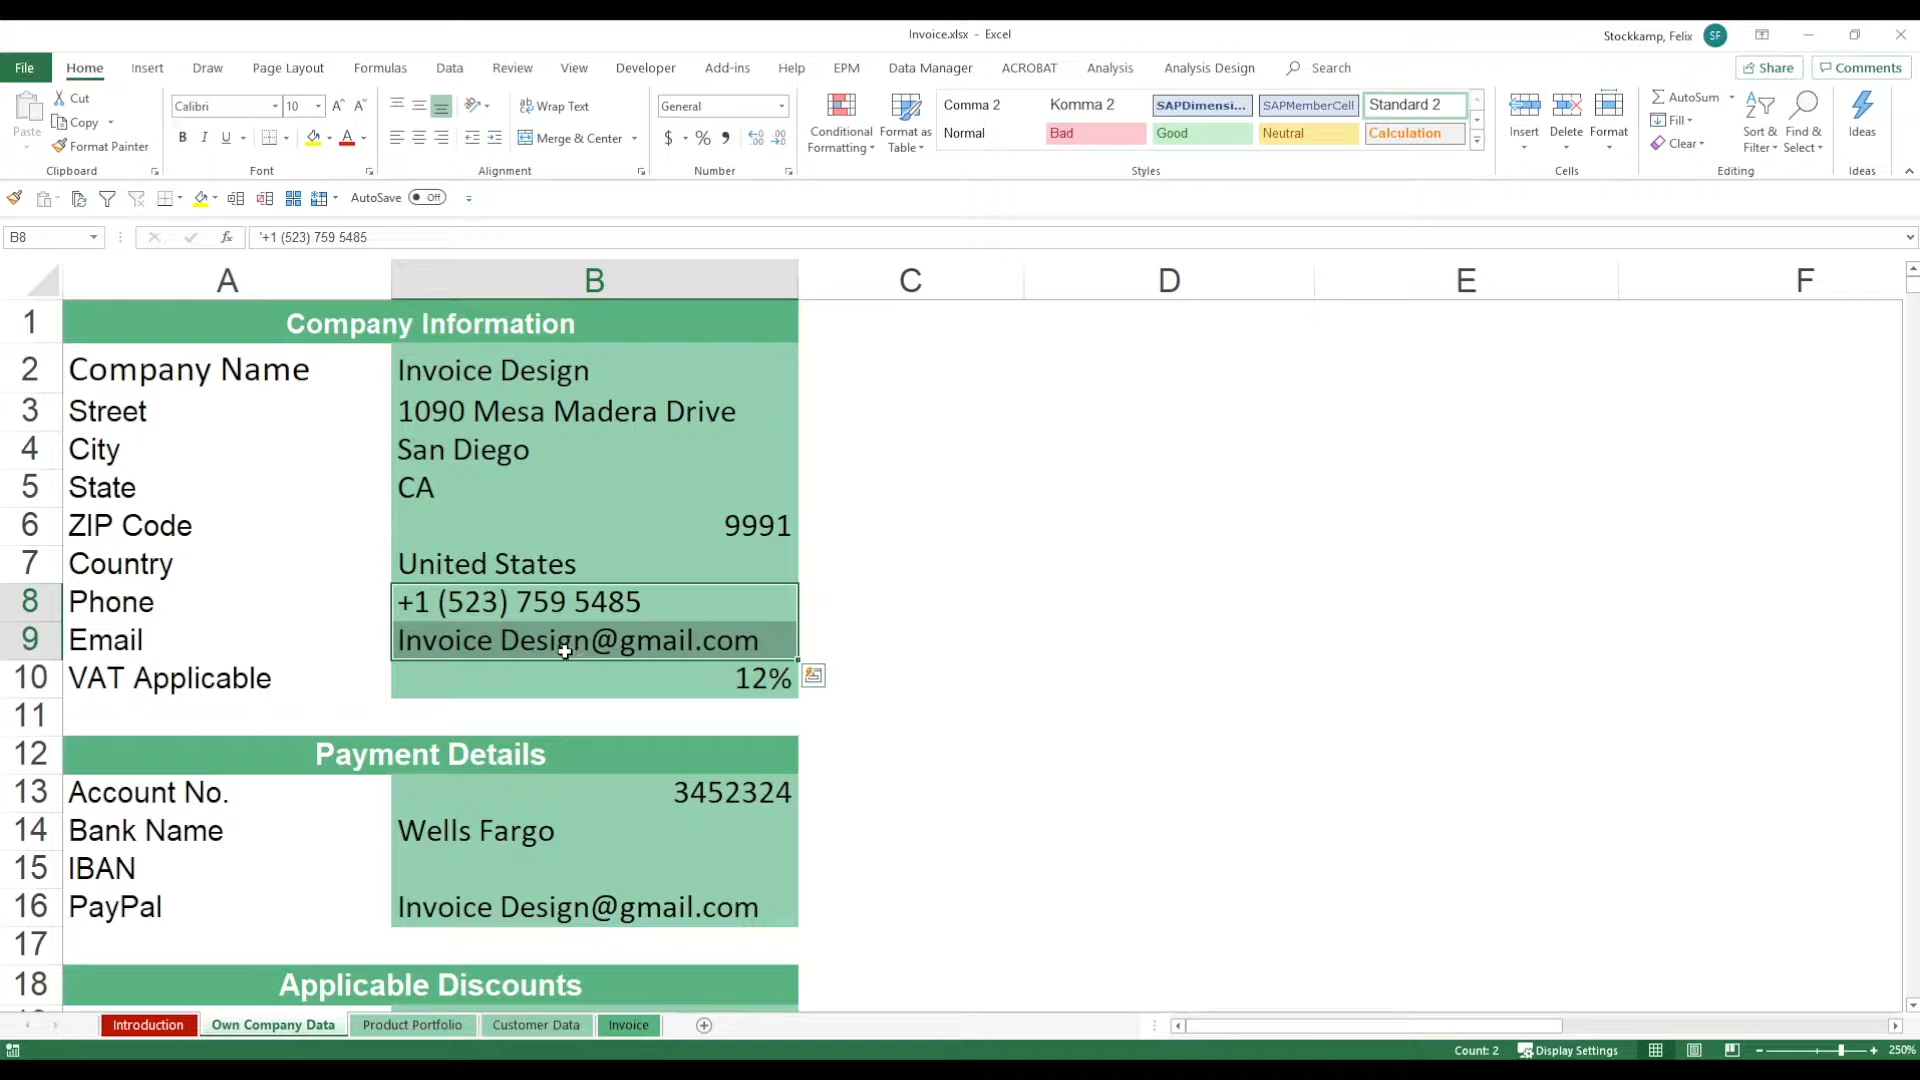 Invoice.xlsx - Excel
Stockkamp, Felix SF
File Home Insert Draw Page Layout Formulas Data Review View Developer Add-ins Help EPM Data Manager ACROBAT Analysis Analysis Design Search Share Comments
Paste Cut Copy Format Painter
Clipboard
Calibri 10 A A B I U A
Font
Wrap Text
Merge & Center
Alignment
General
$ % 9
Number
Conditional Formatting
Format as Table
Comma 2 Komma 2 SAPDimensi... SAPMemberCell Standard 2
Normal Bad Good Neutral Calculation
Styles
Insert Delete Format
Cells
AutoSum
Fill
Clear
Sort & Filter
Find & Select
Editing
Ideas
Ideas
AutoSave Off
B8 fx '+1 (523) 759 5485
A B C D E F
1 Company Information
2 Company Name Invoice Design
3 Street 1090 Mesa Madera Drive
4 City San Diego
5 State CA
6 ZIP Code 9991
7 Country United States
8 Phone +1 (523) 759 5485
9 Email Invoice Design@gmail.com
10 VAT Applicable 12%
11
12 Payment Details
13 Account No. 3452324
14 Bank Name Wells Fargo
15 IBAN
16 PayPal Invoice Design@gmail.com
17
18 Applicable Discounts
Introduction Own Company Data Product Portfolio Customer Data Invoice
Count: 2 Display Settings 250%